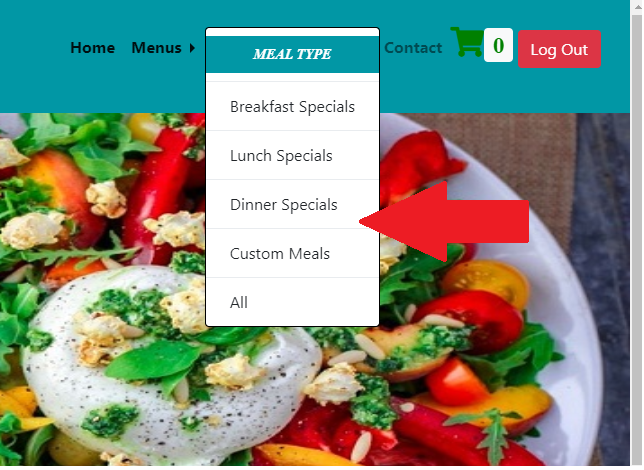 Home Menus MEAL TYPE Contact 0 Log Out
Breakfast Specials
Lunch Specials
Dinner Specials
Custom Meals
All